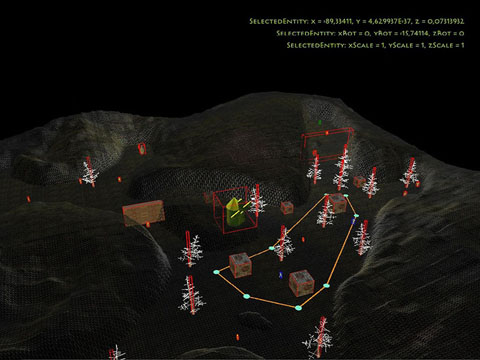 SelectedEntity: x = -89,33411, y = 4,629937E-37, z = 0,07313932
SelectedEntity: xRot = 0, yRot = -15,74114, zRot = 0
SelectedEntity: xScale = 1, yScale = 1, zScale = 1